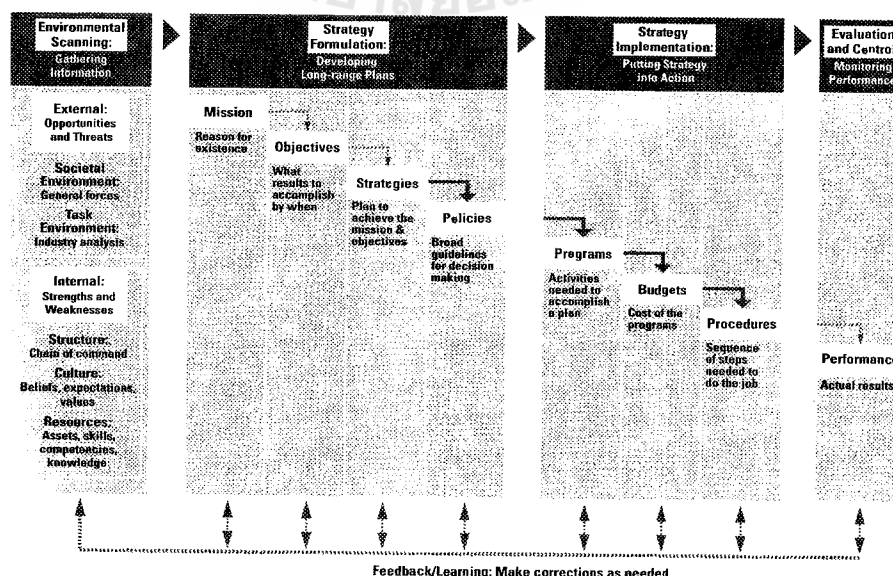 Environmental
Scanning:
Gathering
Information
External:
Opportunities
and Threats
Societal
Environment:
General forces
Task
Environment:
Industry analysis
Internal:
Strengths and
Weaknesses
Structure:
Chain of command
Culture:
Beliefs, expectations,
values
Resources:
Assets, skills,
competencies,
knowledge
Strategy
Formulation:
Developing
Long-range Plans
Mission
Reason for
existence
Objectives
What
results to
accomplish
by when
Strategies
Plan to
achieve the
mission &
objectives
Policies
Broad
guidelines
for decision
making
Strategy
Implementation:
Putting Strategy
into Action
Programs
Activities
needed to
accomplish
a plan
Budgets
Cost of the
programs
Procedures
Sequence
of steps
needed to
do the job
Evaluation
and Control
Monitoring
Performance
Performance
Actual results
Feedback/Learning: Make corrections as needed